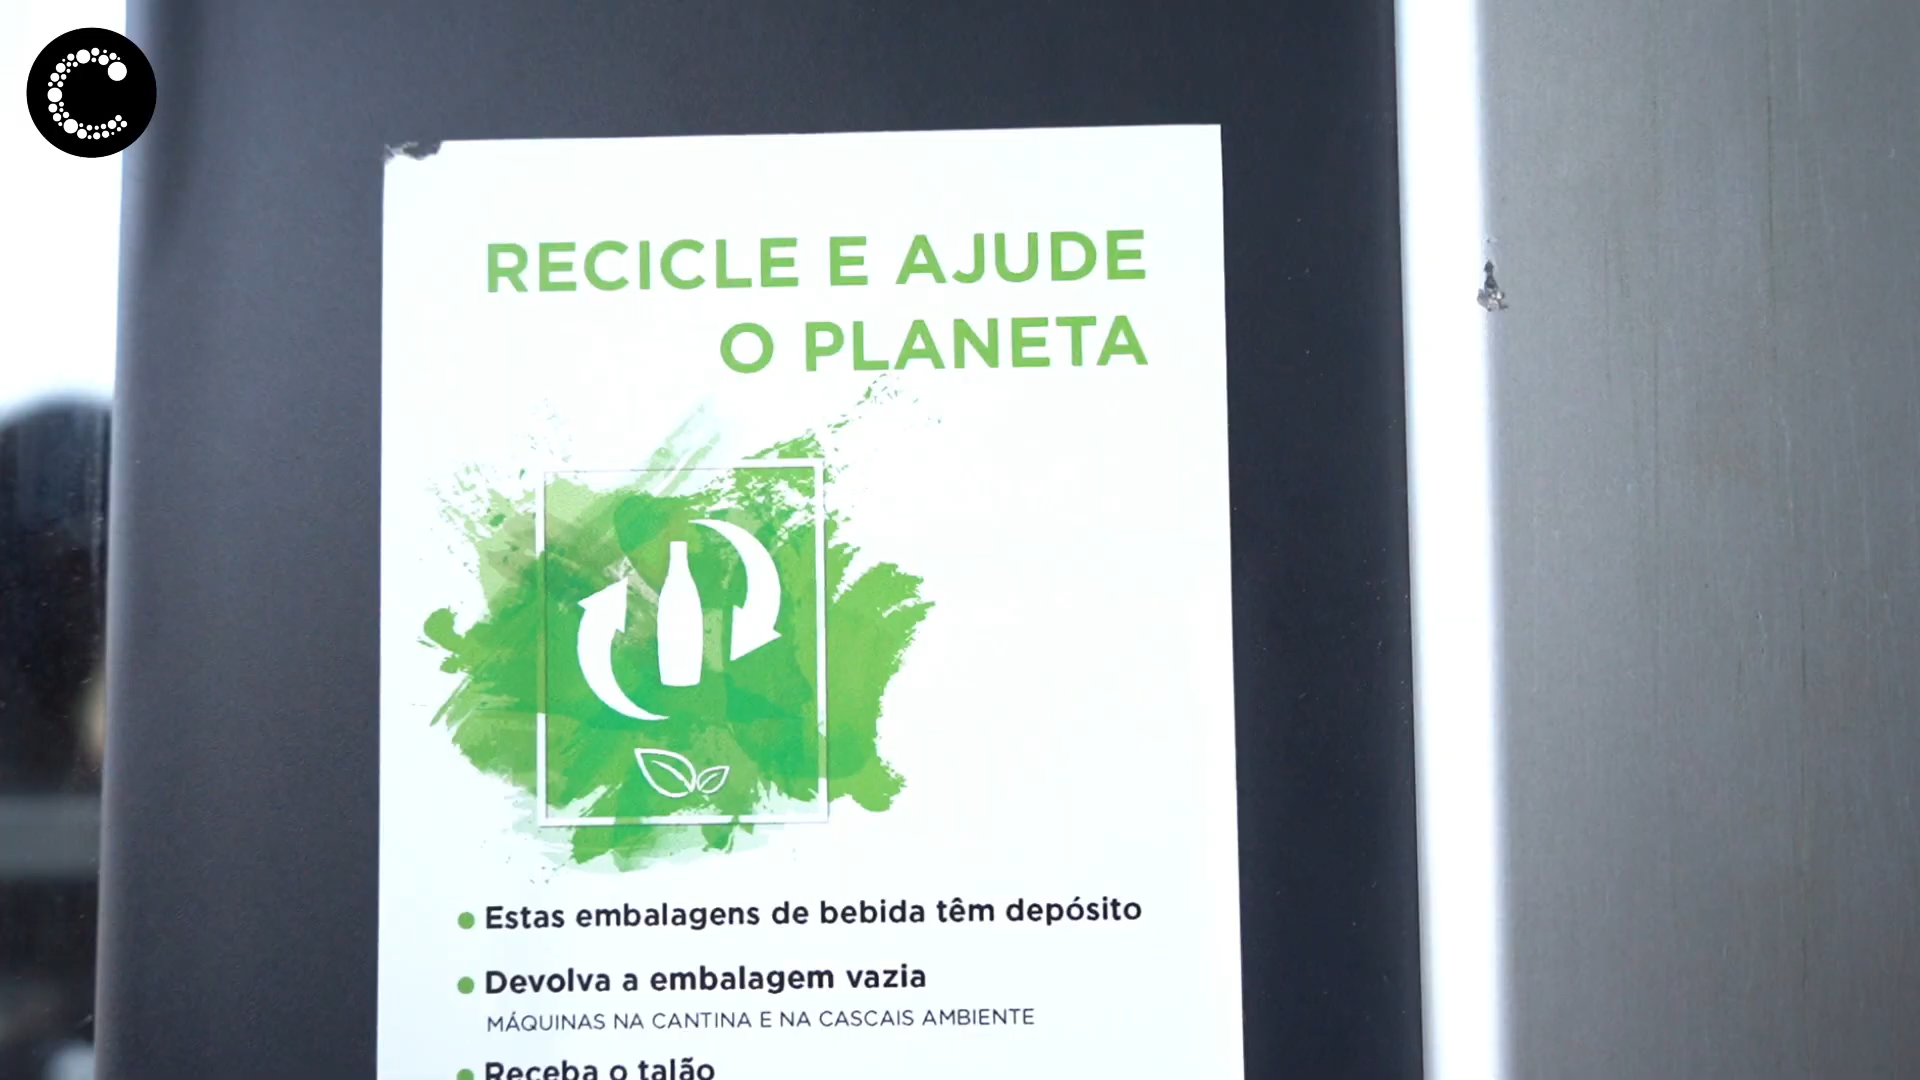 RECICLE E AJUDE
O PLANETA
Estas embalagens de bebida têm depósito
Devolva a embalagem vazia
MÁQUINAS NA CANTINA E NA CASCAIS AMBIENTE
Receba o talão